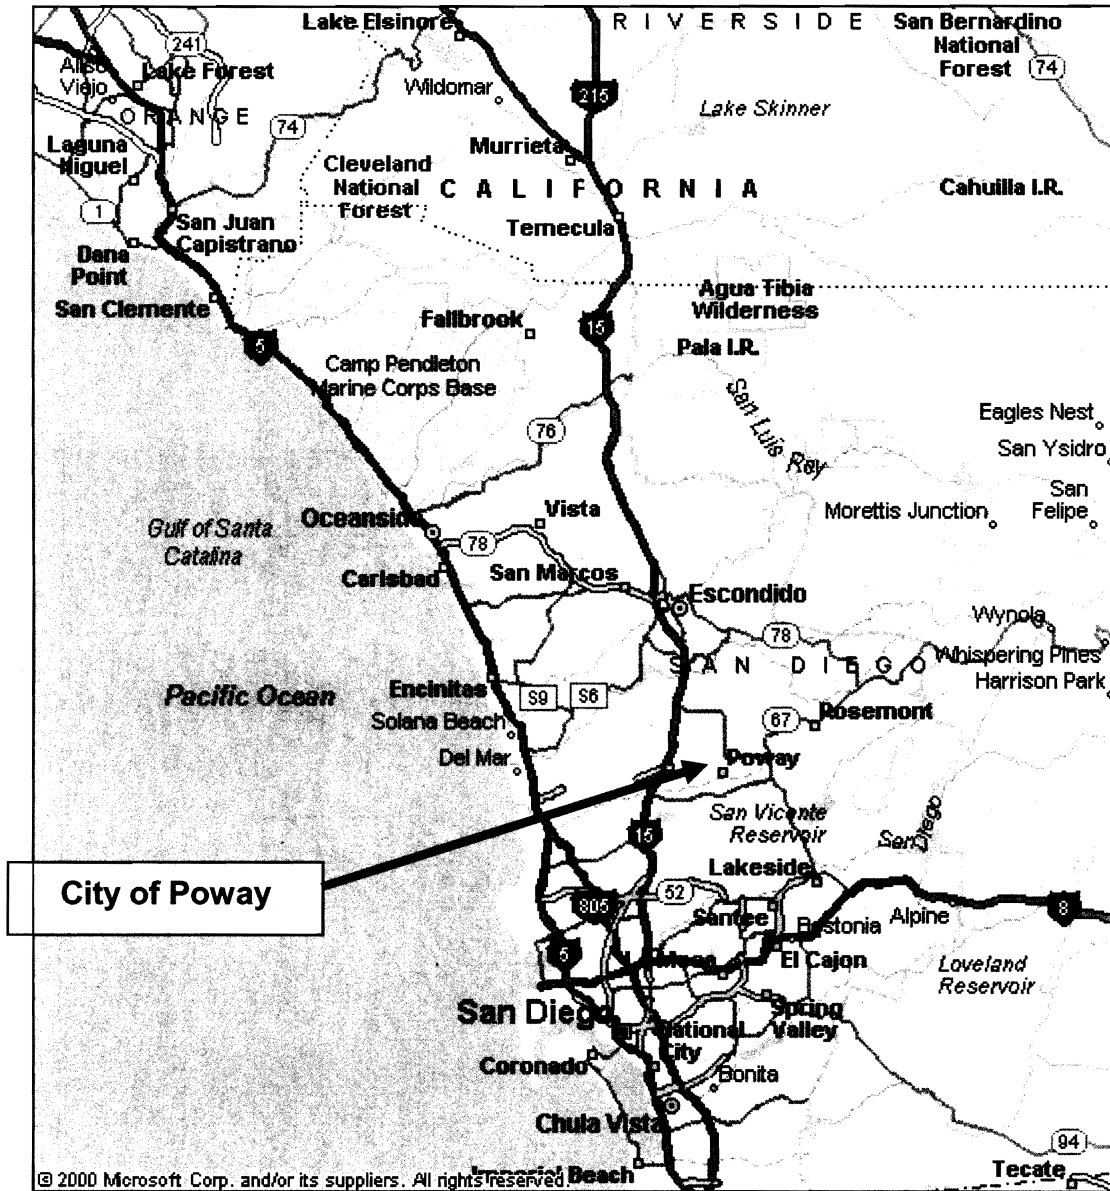 Lake Elsinore
R I V E R S I D E
San Bernardino
National
Forest
241
Aliso
Viejo
Lake Forest
Wildomar
215
74
Lake Skinner
O R A N G E
74
Laguna
Niguel
Murrieta
Cleveland
National
Forest
C A L I F O R N I A
Cahuilla I.R.
1
San Juan
Capistrano
Temecula
Dana
Point
San Clemente
Agua Tibia
Wilderness
Fallbrook
15
5
Pala I.R.
Camp Pendleton
Marine Corps Base
San Luis Rey
Eagles Nest
76
San Ysidro
San
Felipe
Morettis Junction
Vista
Oceanside
Gulf of Santa
Catalina
78
Carlsbad
San Marcos
Escondido
Wynola
78
Whispering Pines
S A N D I E G O
Harrison Park
Pacific Ocean
Encinitas
S9
S6
Solana Beach
67
Rosemont
Del Mar
Poway
San Vicente
Reservoir
San Diego
15
Lakeside
City of Poway
52
805
Santee
Bostonia
Alpine
8
5
Mesa
El Cajon
Loveland
Reservoir
San Diego
Spring
Valley
National
City
Coronado
Bonita
Chula Vista
94
Imperial Beach
Tecate
© 2000 Microsoft Corp. and/or its suppliers. All rights reserved.